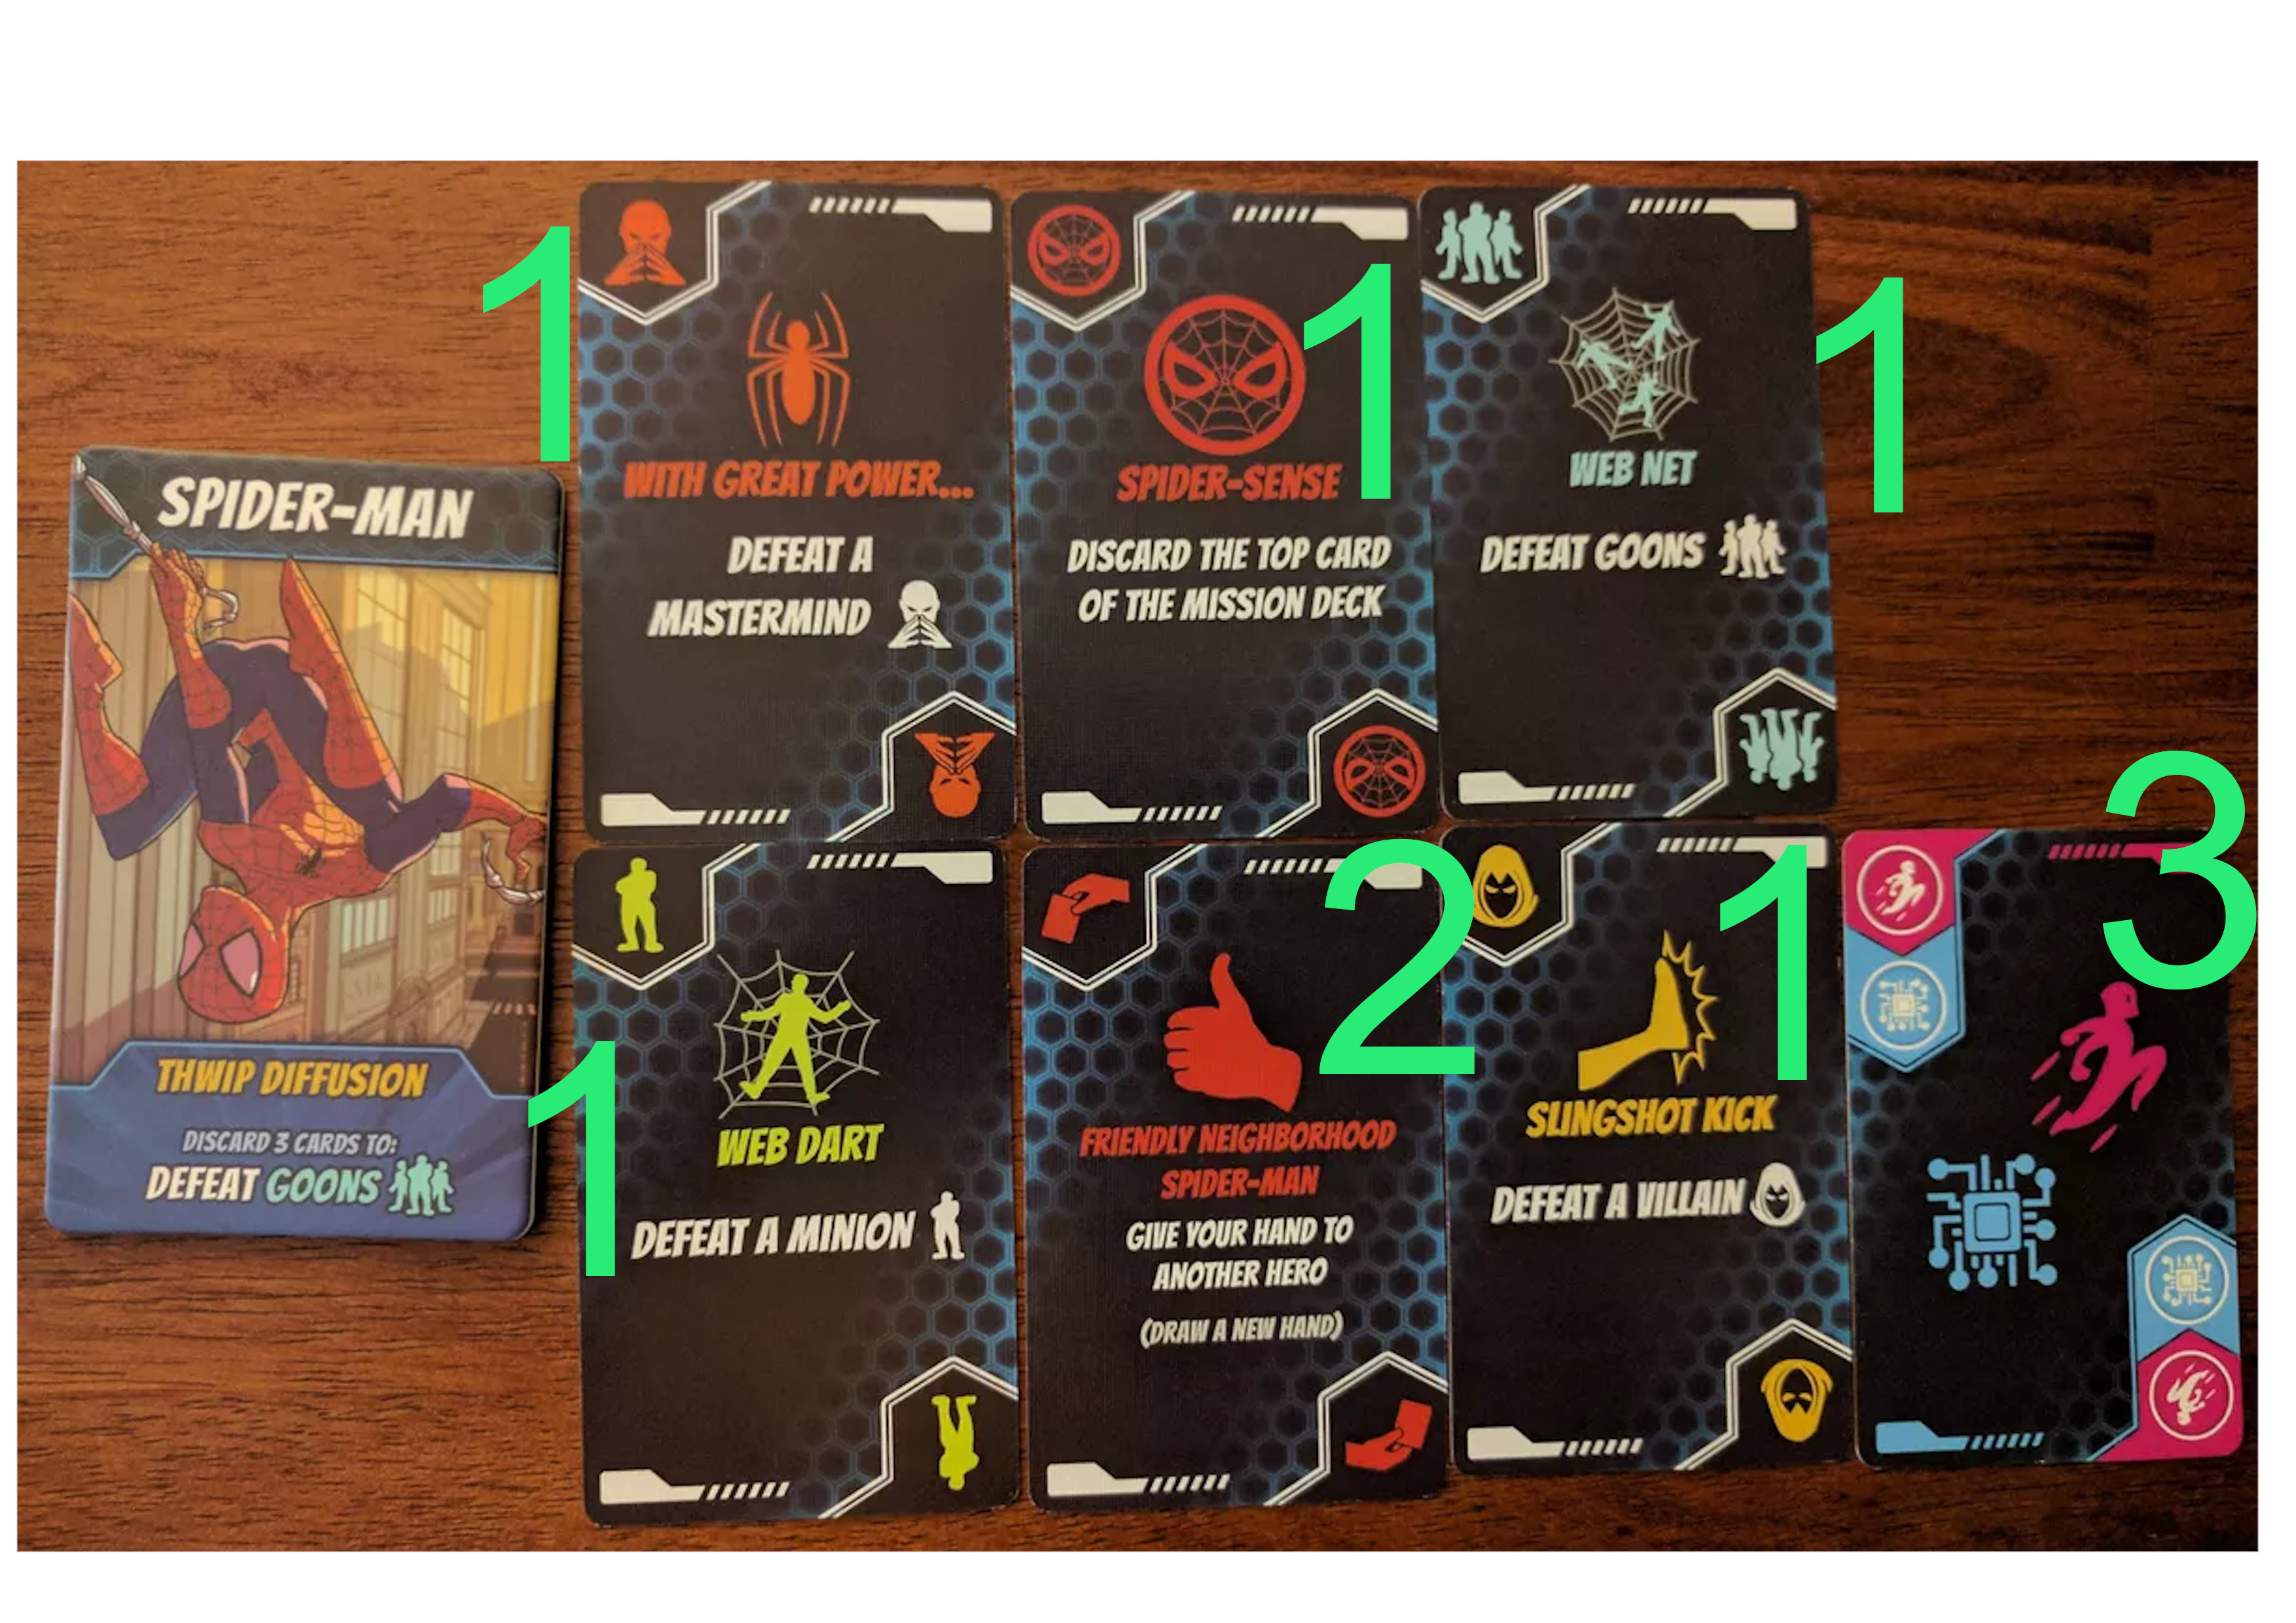 SPIDER-MAN
THWIP DIFFUSION
DISCARD 3 CARDS TO:
DEFEAT GOONS
1
WITH GREAT POWER...
DEFEAT A
MASTERMIND
1
SPIDER-SENSE
DISCARD THE TOP CARD
OF THE MISSION DECK
1
WEB NET
DEFEAT GOONS
1
WEB DART
DEFEAT A MINION
2
FRIENDLY NEIGHBORHOOD
SPIDER-MAN
GIVE YOUR HAND TO
ANOTHER HERO
(DRAW A NEW HAND)
1
SLINGSHOT KICK
DEFEAT A VILLAIN
3